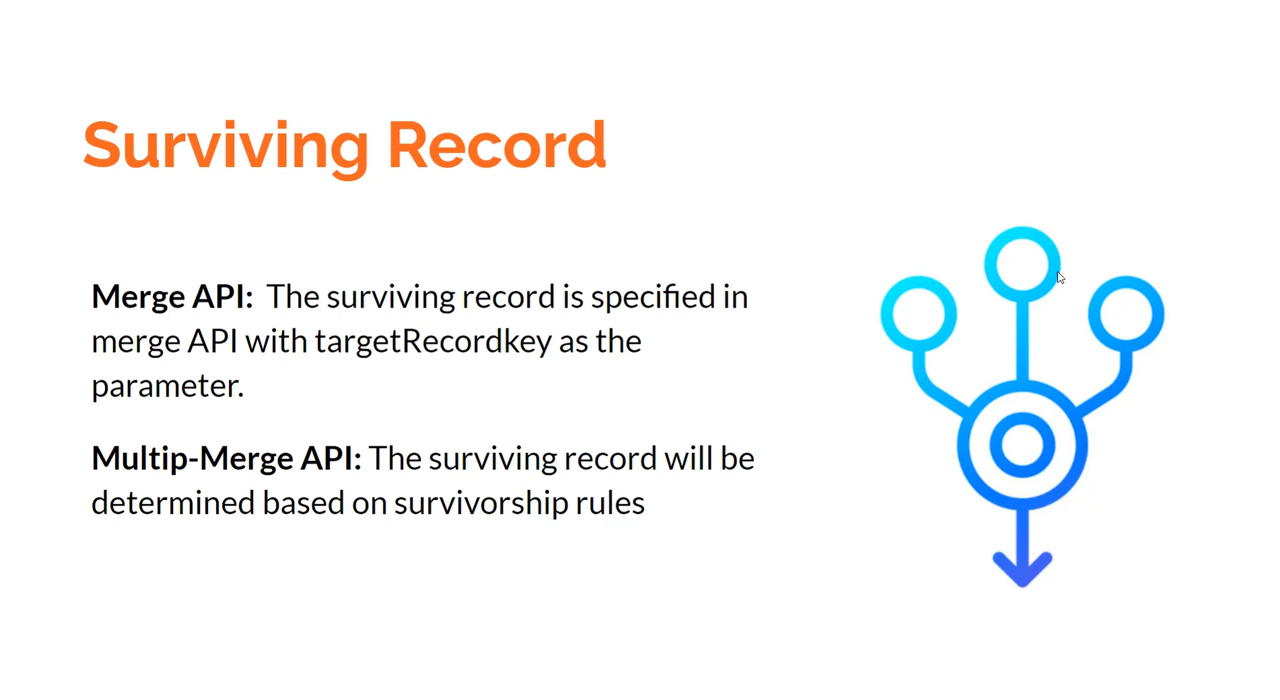 Surviving Record
Merge API: The surviving record is specified in
merge API with targetRecordkey as the
parameter.
Multip-Merge API: The surviving record will be
determined based on survivorship rules